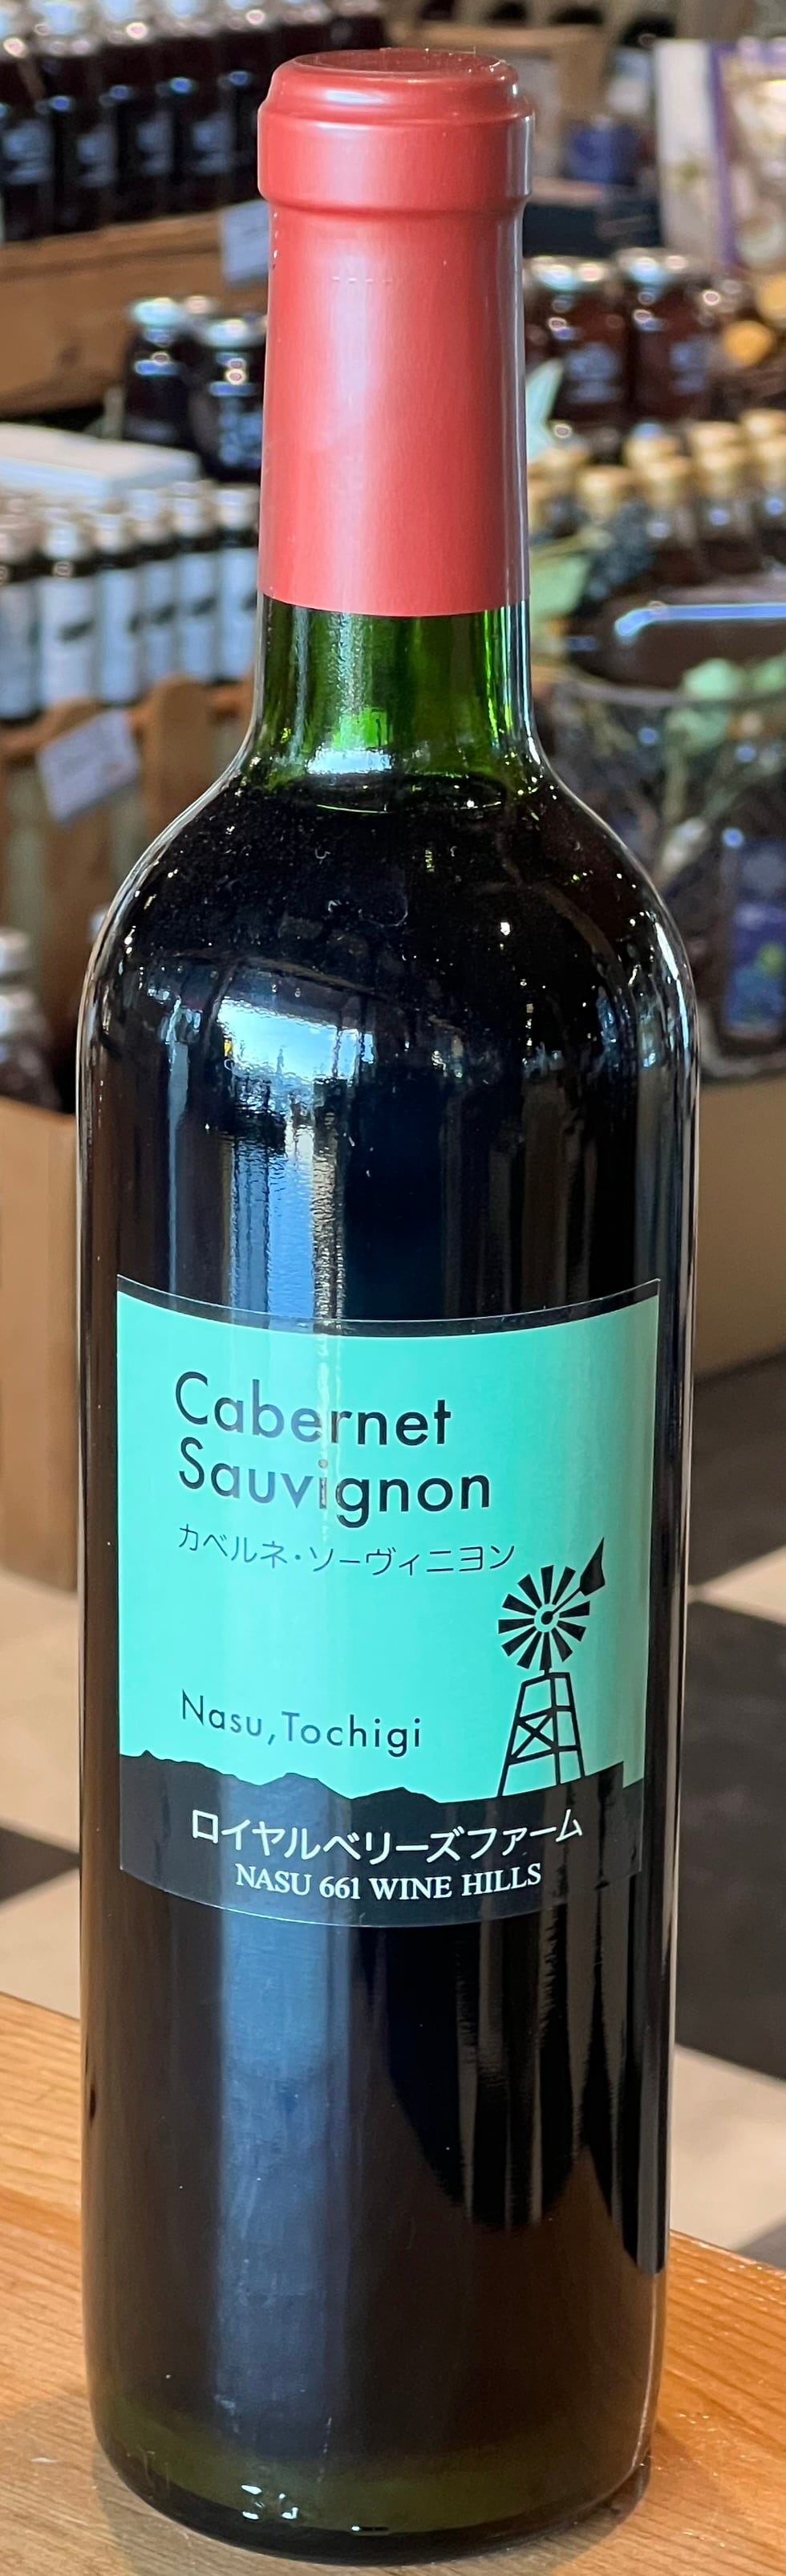 Cabernet
Sauvignon
カベルネ・ソーヴィニヨン
Nasu,Tochigi
ロイヤルベリーズファーム
NASU 661 WINE HILLS